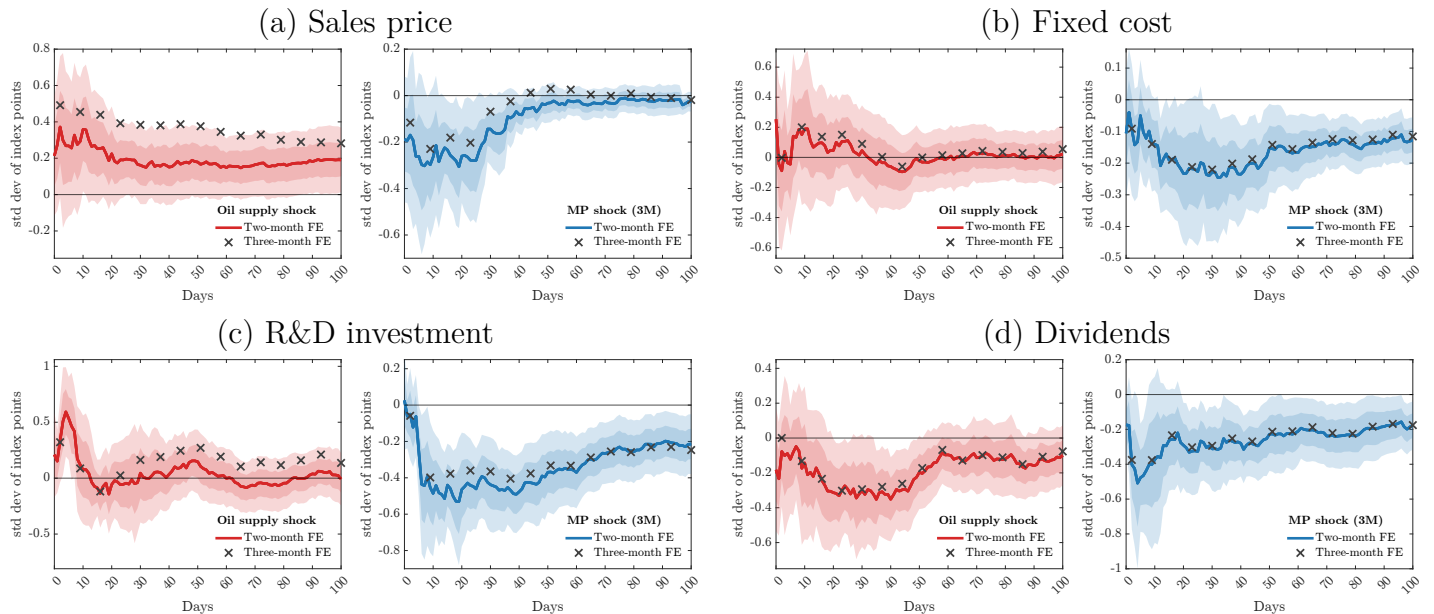 (a) Sales price
std dev of index points
0.8
0.6
0.4
0.2
0
-0.2
0 10 20 30 40 50 60 70 80 90 100
Days
Oil supply shock
Two-month FE
Three-month FE
std dev of index points
0.2
0
-0.2
-0.4
-0.6
0 10 20 30 40 50 60 70 80 90 100
Days
MP shock (3M)
Two-month FE
Three-month FE
(b) Fixed cost
std dev of index points
0.6
0.4
0.2
0
-0.2
-0.4
-0.6
0 10 20 30 40 50 60 70 80 90 100
Days
Oil supply shock
Two-month FE
Three-month FE
std dev of index points
0.1
0
-0.1
-0.2
-0.3
-0.4
-0.5
0 10 20 30 40 50 60 70 80 90 100
Days
MP shock (3M)
Two-month FE
Three-month FE
(c) R&D investment
std dev of index points
1
0.5
0
-0.5
0 10 20 30 40 50 60 70 80 90 100
Days
Oil supply shock
Two-month FE
Three-month FE
std dev of index points
0.2
0
-0.2
-0.4
-0.6
-0.8
0 10 20 30 40 50 60 70 80 90 100
Days
MP shock (3M)
Two-month FE
Three-month FE
(d) Dividends
std dev of index points
0.4
0.2
0
-0.2
-0.4
-0.6
0 10 20 30 40 50 60 70 80 90 100
Days
Oil supply shock
Two-month FE
Three-month FE
std dev of index points
0.2
0
-0.2
-0.4
-0.6
-0.8
-1
0 10 20 30 40 50 60 70 80 90 100
Days
MP shock (3M)
Two-month FE
Three-month FE